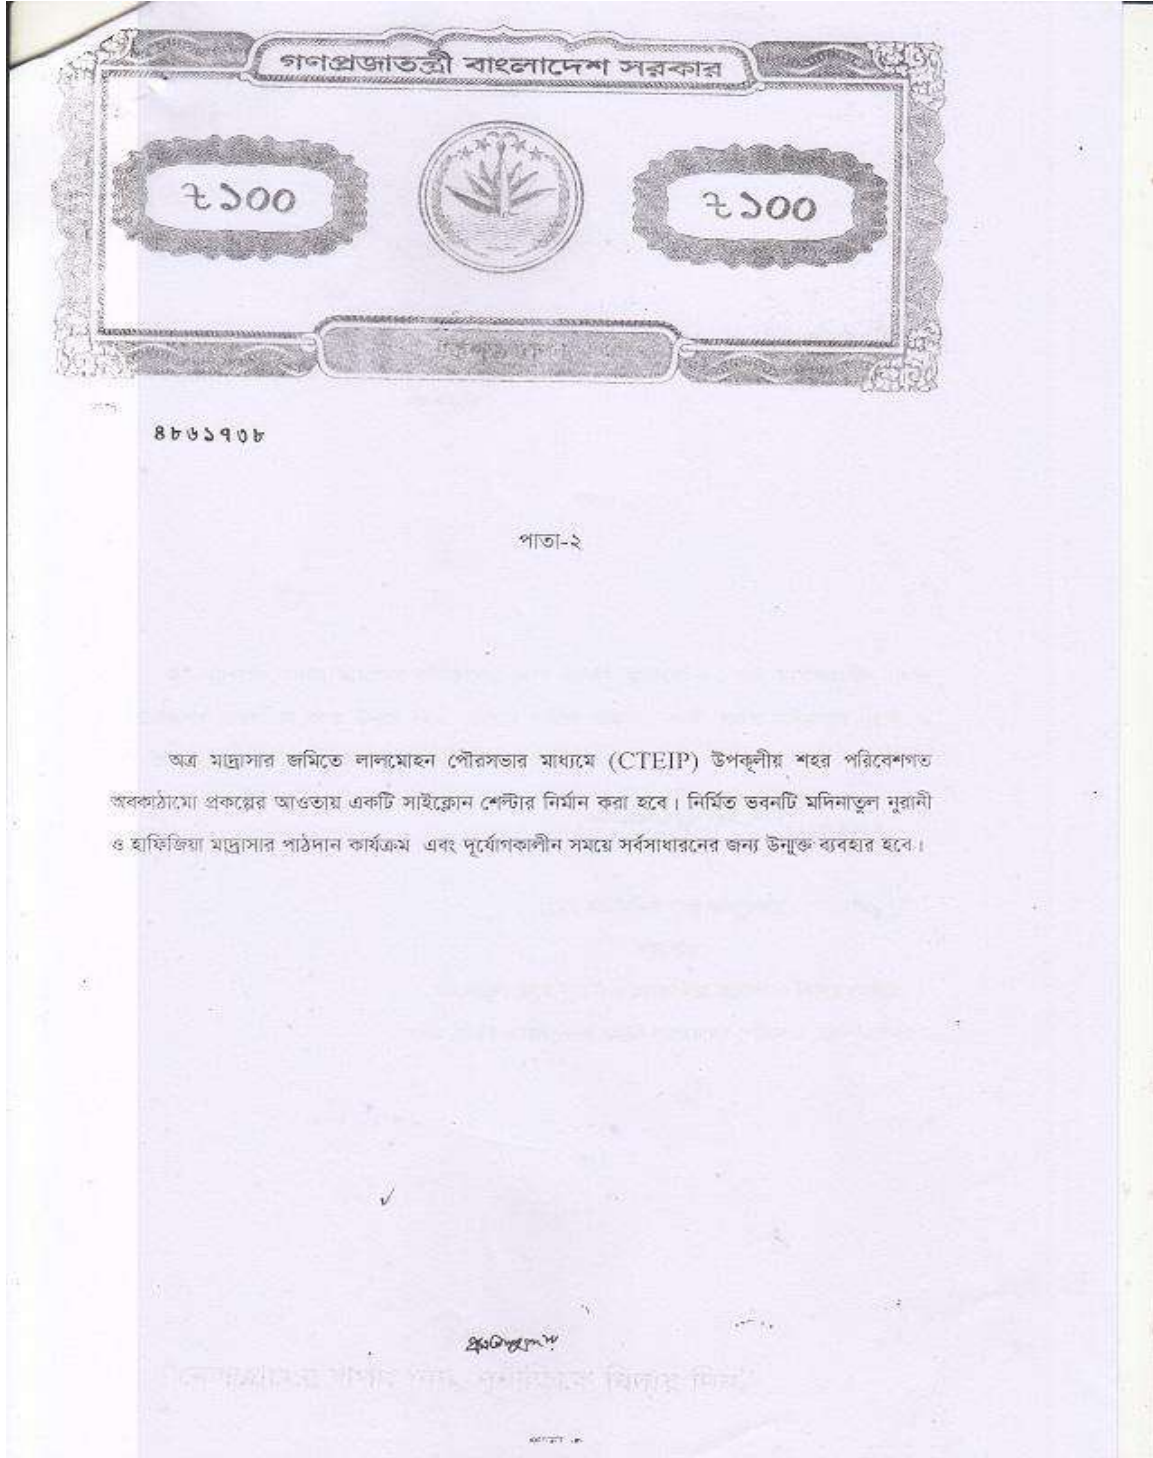 গণপ্রজাতন্ত্রী বাংলাদেশ সরকার
৳ ১০০
৳ ১০০
৪৮৬১৭৩৮
পাতা-২
অত্র মাদ্রাসার জমিতে লালমোহন পৌরসভার মাধ্যমে (CTEIP) উপকূলীয় শহর পরিবেশগত
অবকাঠামো প্রকল্পের আওতায় একটি সাইক্লোন শেল্টার নির্মান করা হবে। নির্মিত ভবনটি মদিনাতুল নুরানী
ও হাফিজিয়া মাদ্রাসার পাঠদান কার্যক্রম এবং দূর্যোগকালীন সময়ে সর্বসাধারনের জন্য উন্মুক্ত ব্যবহার হবে।